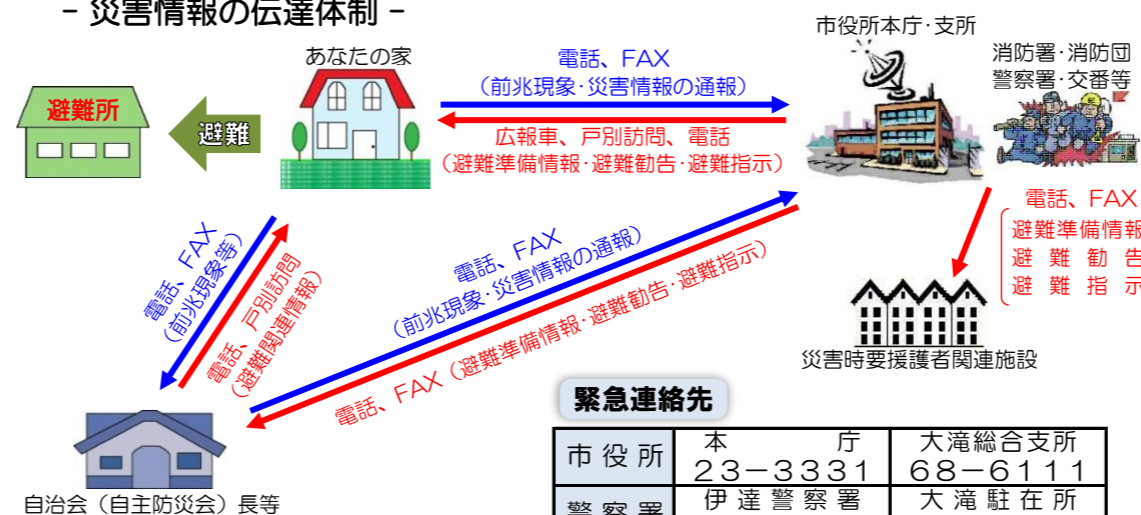 - 災害情報の伝達体制 -
市役所本庁・支所
あなたの家
電話、FAX
(前兆現象・災害情報の通報)
消防署・消防団
警察署・交番等
避難所
避難
広報車、戸別訪問、電話
(避難準備情報・避難勧告・避難指示)
電話、FAX
避難準備情報
避難勧告
避難指示
電話、FAX
(前兆現象等)
電話、戸別訪問
(避難関連情報)
電話、FAX
(前兆現象・災害情報の通報)
電話、FAX(避難準備情報・避難勧告・避難指示)
災害時要援護者関連施設
緊急連絡先
市役所 本庁 大滝総合支所
23-3331 68-6111
警察署 伊達警察署 大滝駐在所
自治会(自主防災会)長等